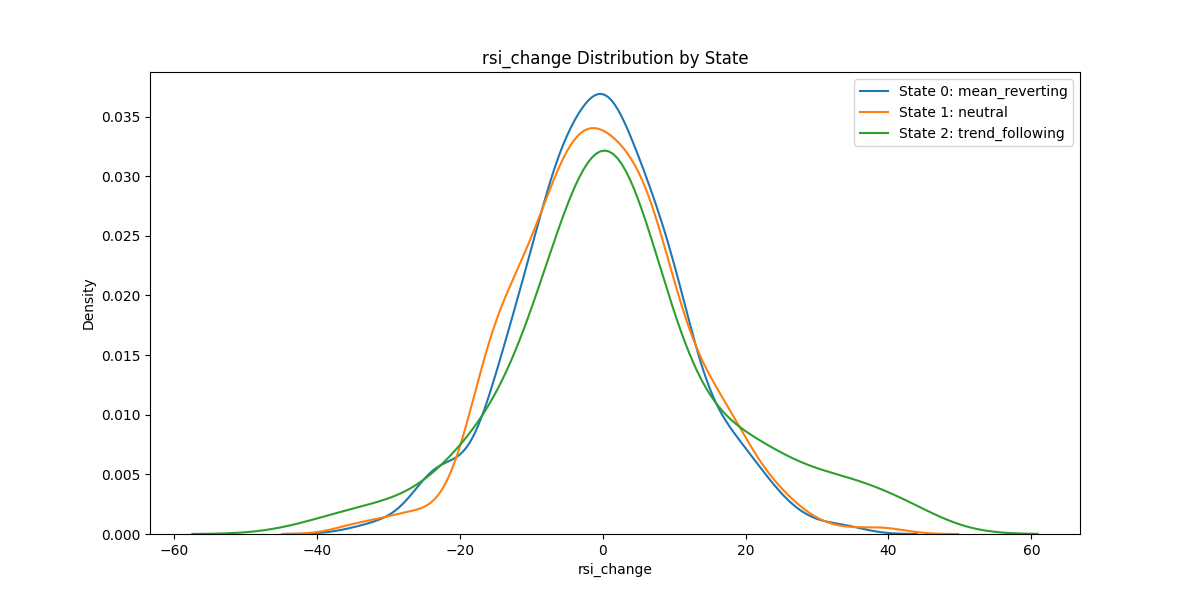 rsi_change Distribution by State
State 0: mean_reverting
State 1: neutral
State 2: trend_following
Density
0.035
0.030
0.025
0.020
0.015
0.010
0.005
0.000
−60
−40
−20
0
20
40
60
rsi_change